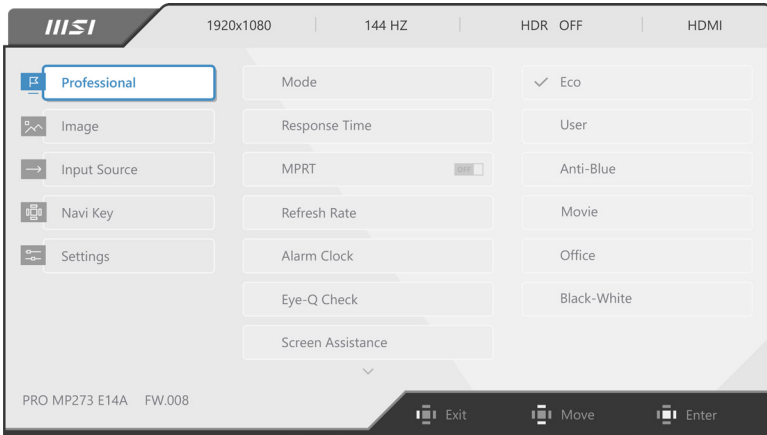 msi 1920x1080 144 HZ HDR OFF HDMI
Professional Mode Eco
Image Response Time User
Input Source MPRT OFF Anti-Blue
Navi Key Refresh Rate Movie
Settings Alarm Clock Office
Eye-Q Check Black-White
Screen Assistance
PRO MP273 E14A FW.008
Exit Move Enter